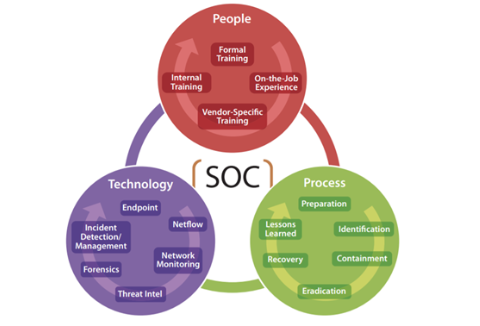 People
Formal
Training
Internal
Training
On-the-Job
Experience
Vendor-Specific
Training
SOC
Technology
Endpoint
Netflow
Incident
Detection/
Management
Network
Monitoring
Forensics
Threat Intel
Process
Preparation
Lessons
Learned
Identification
Recovery
Containment
Eradication